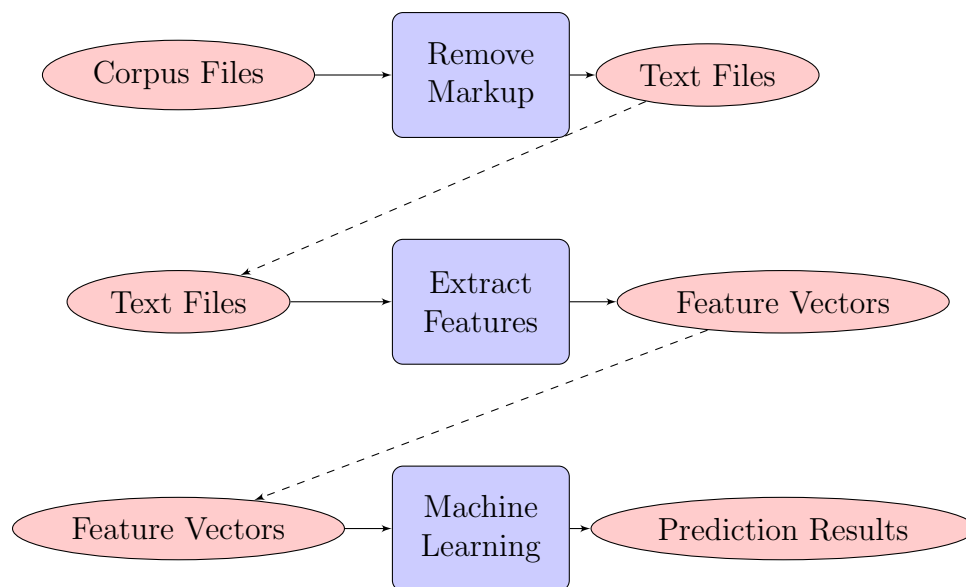 Corpus Files
Remove
Markup
Text Files
Text Files
Extract
Features
Feature Vectors
Feature Vectors
Machine
Learning
Prediction Results